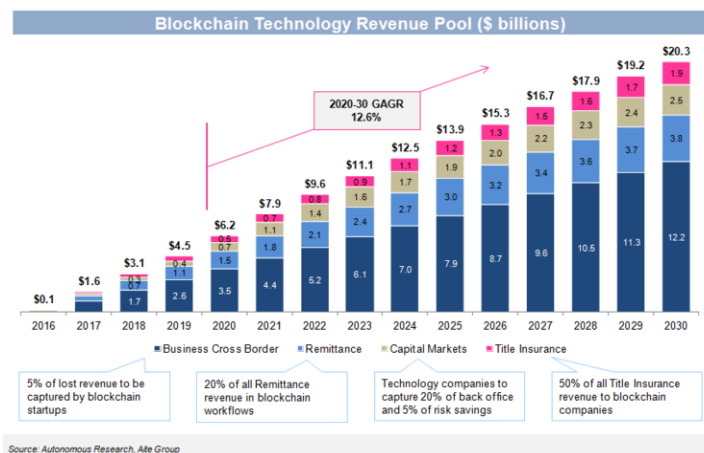 Blockchain Technology Revenue Pool ($ billions)
2020-30 GAGR
12.6%
$0.1
$1.6
$3.1
$4.5
$6.2
$7.9
$9.6
$11.1
$12.5
$13.9
$15.3
$16.7
$17.9
$19.2
$20.3
0.6 0.7 0.8 0.9 1.1 1.2 1.3 1.5 1.6 1.7 1.9
0.3 0.4 0.7 1.1 1.4 1.6 1.7 1.9 2.0 2.2 2.3 2.4 2.5
0.7 1.1 1.5 1.8 2.1 2.4 2.7 3.0 3.2 3.4 3.6 3.7 3.8
1.7 2.6 3.5 4.4 5.2 6.1 7.0 7.9 8.7 9.6 10.5 11.3 12.2
2016 2017 2018 2019 2020 2021 2022 2023 2024 2025 2026 2027 2028 2029 2030
Business Cross Border Remittance Capital Markets Title Insurance
5% of lost revenue to be
captured by blockchain
startups
20% of all Remittance
revenue in blockchain
workflows
Technology companies to
capture 20% of back office
and 5% of risk savings
50% of all Title Insurance
revenue to blockchain
companies
Source: Autonomous Research, Aite Group